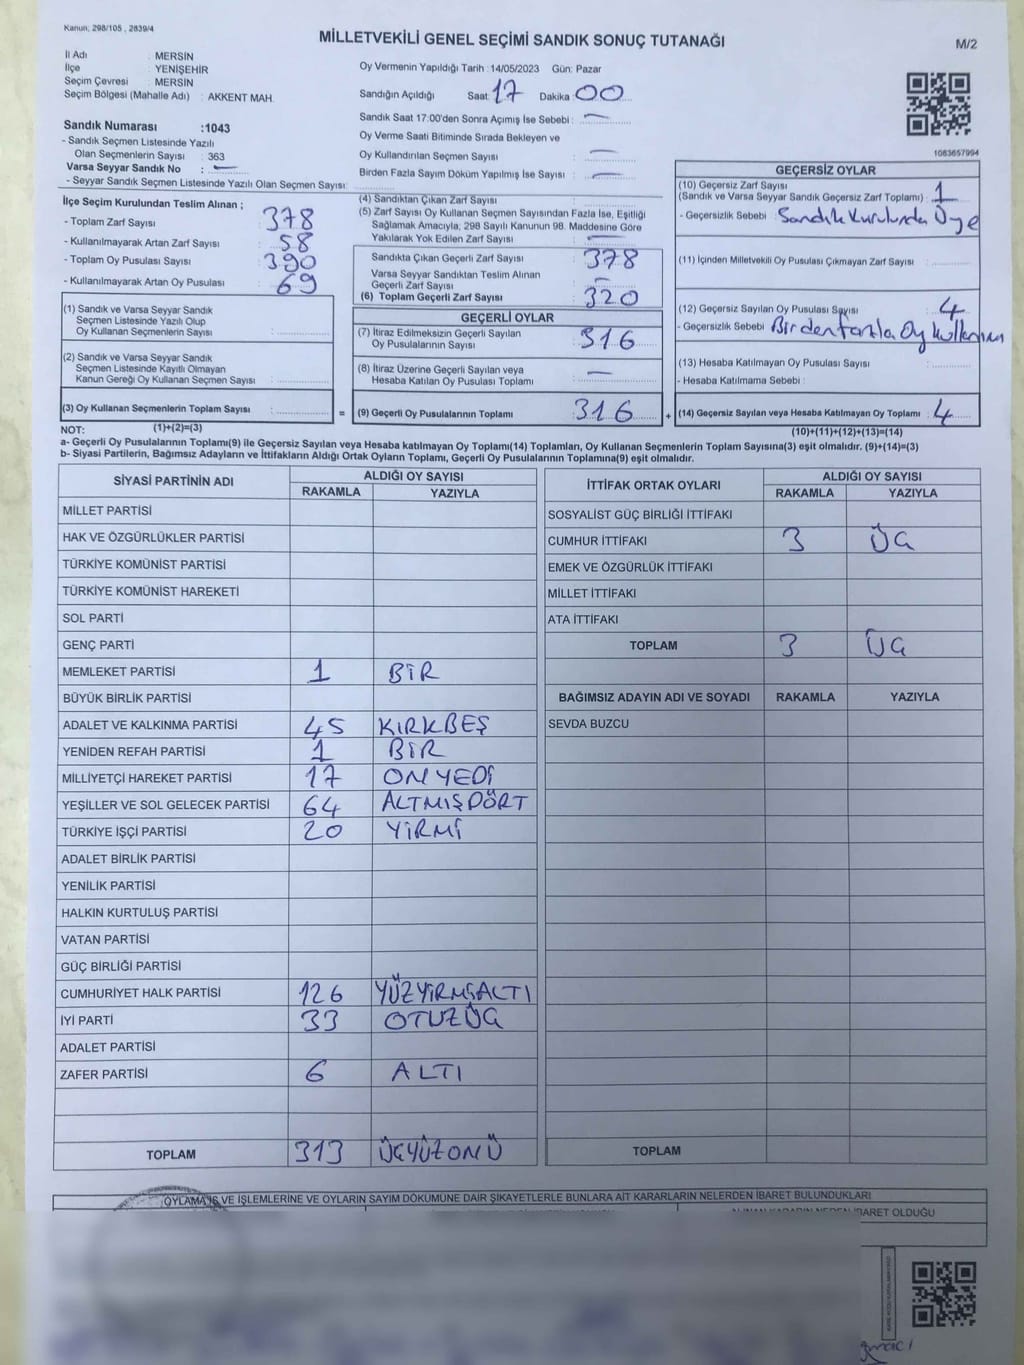 Kanun: 298/105 , 2839/4
MİLLETVEKİLİ GENEL SEÇİMİ SANDIK SONUÇ TUTANAĞI
M/2
İl Adı : MERSİN
İlçe : YENİŞEHİR
Seçim Çevresi : MERSİN
Seçim Bölgesi (Mahalle Adı) : AKKENT MAH.
Oy Vermenin Yapıldığı Tarih : 14/05/2023 Gün: Pazar
Sandığın Açıldığı Saat: 17 Dakika : 00
Sandık Saat 17:00'den Sonra Açımış İse Sebebi :
Oy Verme Saati Bitiminde Sırada Bekleyen ve
Oy Kullandırılan Seçmen Sayısı :
Birden Fazla Sayım Döküm Yapılmış İse Sayısı :
1083657994
Sandık Numarası :1043
- Sandık Seçmen Listesinde Yazılı
Olan Seçmenlerin Sayısı : 363
Varsa Seyyar Sandık No :
- Seyyar Sandık Seçmen Listesinde Yazılı Olan Seçmen Sayısı:
İlçe Seçim Kurulundan Teslim Alınan ;
- Toplam Zarf Sayısı : 378
- Kullanılmayarak Artan Zarf Sayısı : 58
- Toplam Oy Pusulası Sayısı : 390
- Kullanılmayarak Artan Oy Pusulası : 69
(1) Sandık ve Varsa Seyyar Sandık
Seçmen Listesinde Yazılı Olup
Oy Kullanan Seçmenlerin Sayısı :
(2) Sandık ve Varsa Seyyar Sandık
Seçmen Listesinde Kayıtlı Olmayan
Kanun Gereği Oy Kullanan Seçmen Sayısı :
(3) Oy Kullanan Seçmenlerin Toplam Sayısı :
NOT: (1)+(2)=(3)
(4) Sandıktan Çıkan Zarf Sayısı :
(5) Zarf Sayısı Oy Kullanan Seçmen Sayısından Fazla İse, Eşitliği
Sağlamak Amacıyla; 298 Sayılı Kanunun 98. Maddesine Göre
Yakılarak Yok Edilen Zarf Sayısı :
Sandıkta Çıkan Geçerli Zarf Sayısı : 378
Varsa Seyyar Sandıktan Teslim Alınan
Geçerli Zarf Sayısı :
(6) Toplam Geçerli Zarf Sayısı : 320
GEÇERLİ OYLAR
(7) İtiraz Edilmeksizin Geçerli Sayılan
Oy Pusulalarının Sayısı : 316
(8) İtiraz Üzerine Geçerli Sayılan veya
Hesaba Katılan Oy Pusulası Toplamı :
= (9) Geçerli Oy Pusulalarının Toplamı : 316 +
GEÇERSİZ OYLAR
(10) Geçersiz Zarf Sayısı
(Sandık ve Varsa Seyyar Sandık Geçersiz Zarf Toplamı) : 1
- Geçersizlik Sebebi : Sandık Kurulunda Üye
(11) İçinden Milletvekili Oy Pusulası Çıkmayan Zarf Sayısı :
(12) Geçersiz Sayılan Oy Pusulası Sayısı : 4
- Geçersizlik Sebebi : Birden fazla Oy kullanım
(13) Hesaba Katılmayan Oy Pusulası Sayısı :
- Hesaba Katılmama Sebebi :
(14) Geçersiz Sayılan veya Hesaba Katılmayan Oy Toplamı : 4
(10)+(11)+(12)+(13)=(14)
a- Geçerli Oy Pusulalarının Toplamı(9) ile Geçersiz Sayılan veya Hesaba katılmayan Oy Toplamı(14) Toplamları, Oy Kullanan Seçmenlerin Toplam Sayısına(3) eşit olmalıdır. (9)+(14)=(3)
b- Siyasi Partilerin, Bağımsız Adayların ve İttifakların Aldığı Ortak Oyların Toplamı, Geçerli Oy Pusulalarının Toplamına(9) eşit olmalıdır.
SİYASİ PARTİNİN ADI ALDIĞI OY SAYISI
RAKAMLA YAZIYLA
MİLLET PARTİSİ
HAK VE ÖZGÜRLÜKLER PARTİSİ
TÜRKİYE KOMÜNİST PARTİSİ
TÜRKİYE KOMÜNİST HAREKETİ
SOL PARTİ
GENÇ PARTİ
MEMLEKET PARTİSİ 1 BİR
BÜYÜK BİRLİK PARTİSİ
ADALET VE KALKINMA PARTİSİ 45 KIRKBEŞ
YENİDEN REFAH PARTİSİ 1 BİR
MİLLİYETÇİ HAREKET PARTİSİ 17 ONYEDİ
YEŞİLLER VE SOL GELECEK PARTİSİ 64 ALTMIŞDÖRT
TÜRKİYE İŞÇİ PARTİSİ 20 YİRMİ
ADALET BİRLİK PARTİSİ
YENİLİK PARTİSİ
HALKIN KURTULUŞ PARTİSİ
VATAN PARTİSİ
GÜÇ BİRLİĞİ PARTİSİ
CUMHURİYET HALK PARTİSİ 126 YÜZYİRMİALTI
İYİ PARTİ 33 OTUZÜÇ
ADALET PARTİSİ
ZAFER PARTİSİ 6 ALTI
TOPLAM 313 ÜÇYÜZONÜ
İTTİFAK ORTAK OYLARI ALDIĞI OY SAYISI
RAKAMLA YAZIYLA
SOSYALİST GÜÇ BİRLİĞİ İTTİFAKI
CUMHUR İTTİFAKI 3 ÜÇ
EMEK VE ÖZGÜRLÜK İTTİFAKI
MİLLET İTTİFAKI
ATA İTTİFAKI
TOPLAM 3 ÜÇ
BAĞIMSIZ ADAYIN ADI VE SOYADI RAKAMLA YAZIYLA
SEVDA BUZCU
TOPLAM
OYLAMA İŞ VE İŞLEMLERİNE VE OYLARIN SAYIM DÖKÜMÜNE DAİR ŞİKAYETLERLE BUNLARA AİT KARARLARIN NELERDEN İBARET BULUNDUKLARI
İBARET OLDUĞU